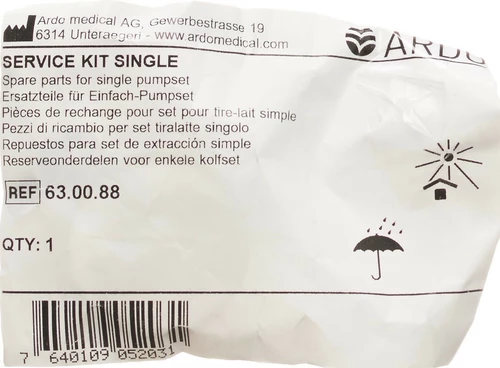 Ardo medical AG, Gewerbestrasse 19
6314 Unteraegeri - www.ardomedical.com
ARDO
SERVICE KIT SINGLE
Spare parts for single pumpset
Ersatzteile für Einfach-Pumpset
Pièces de rechange pour set pour tire-lait simple
Pezzi di ricambio per set tiralatte singolo
Repuestos para set de extracción simple
Reserveonderdelen voor enkele kolfset
REF 63.00.88
QTY: 1
7 640109 052031